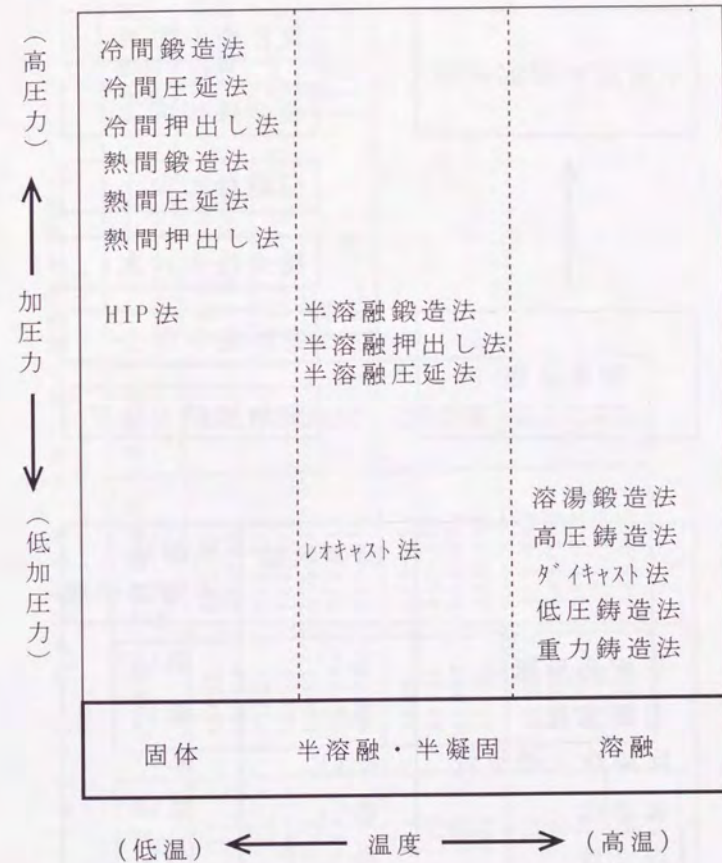 (高圧力)
加圧力
(低加圧力)
冷間鍛造法
冷間圧延法
冷間押出し法
熱間鍛造法
熱間圧延法
熱間押出し法
HIP法
半溶融鍛造法
半溶融押出し法
半溶融圧延法
レオキャスト法
溶湯鍛造法
高圧鋳造法
ダイキャスト法
低圧鋳造法
重力鋳造法
固体
半溶融・半凝固
溶融
(低温) ← 温度 → (高温)